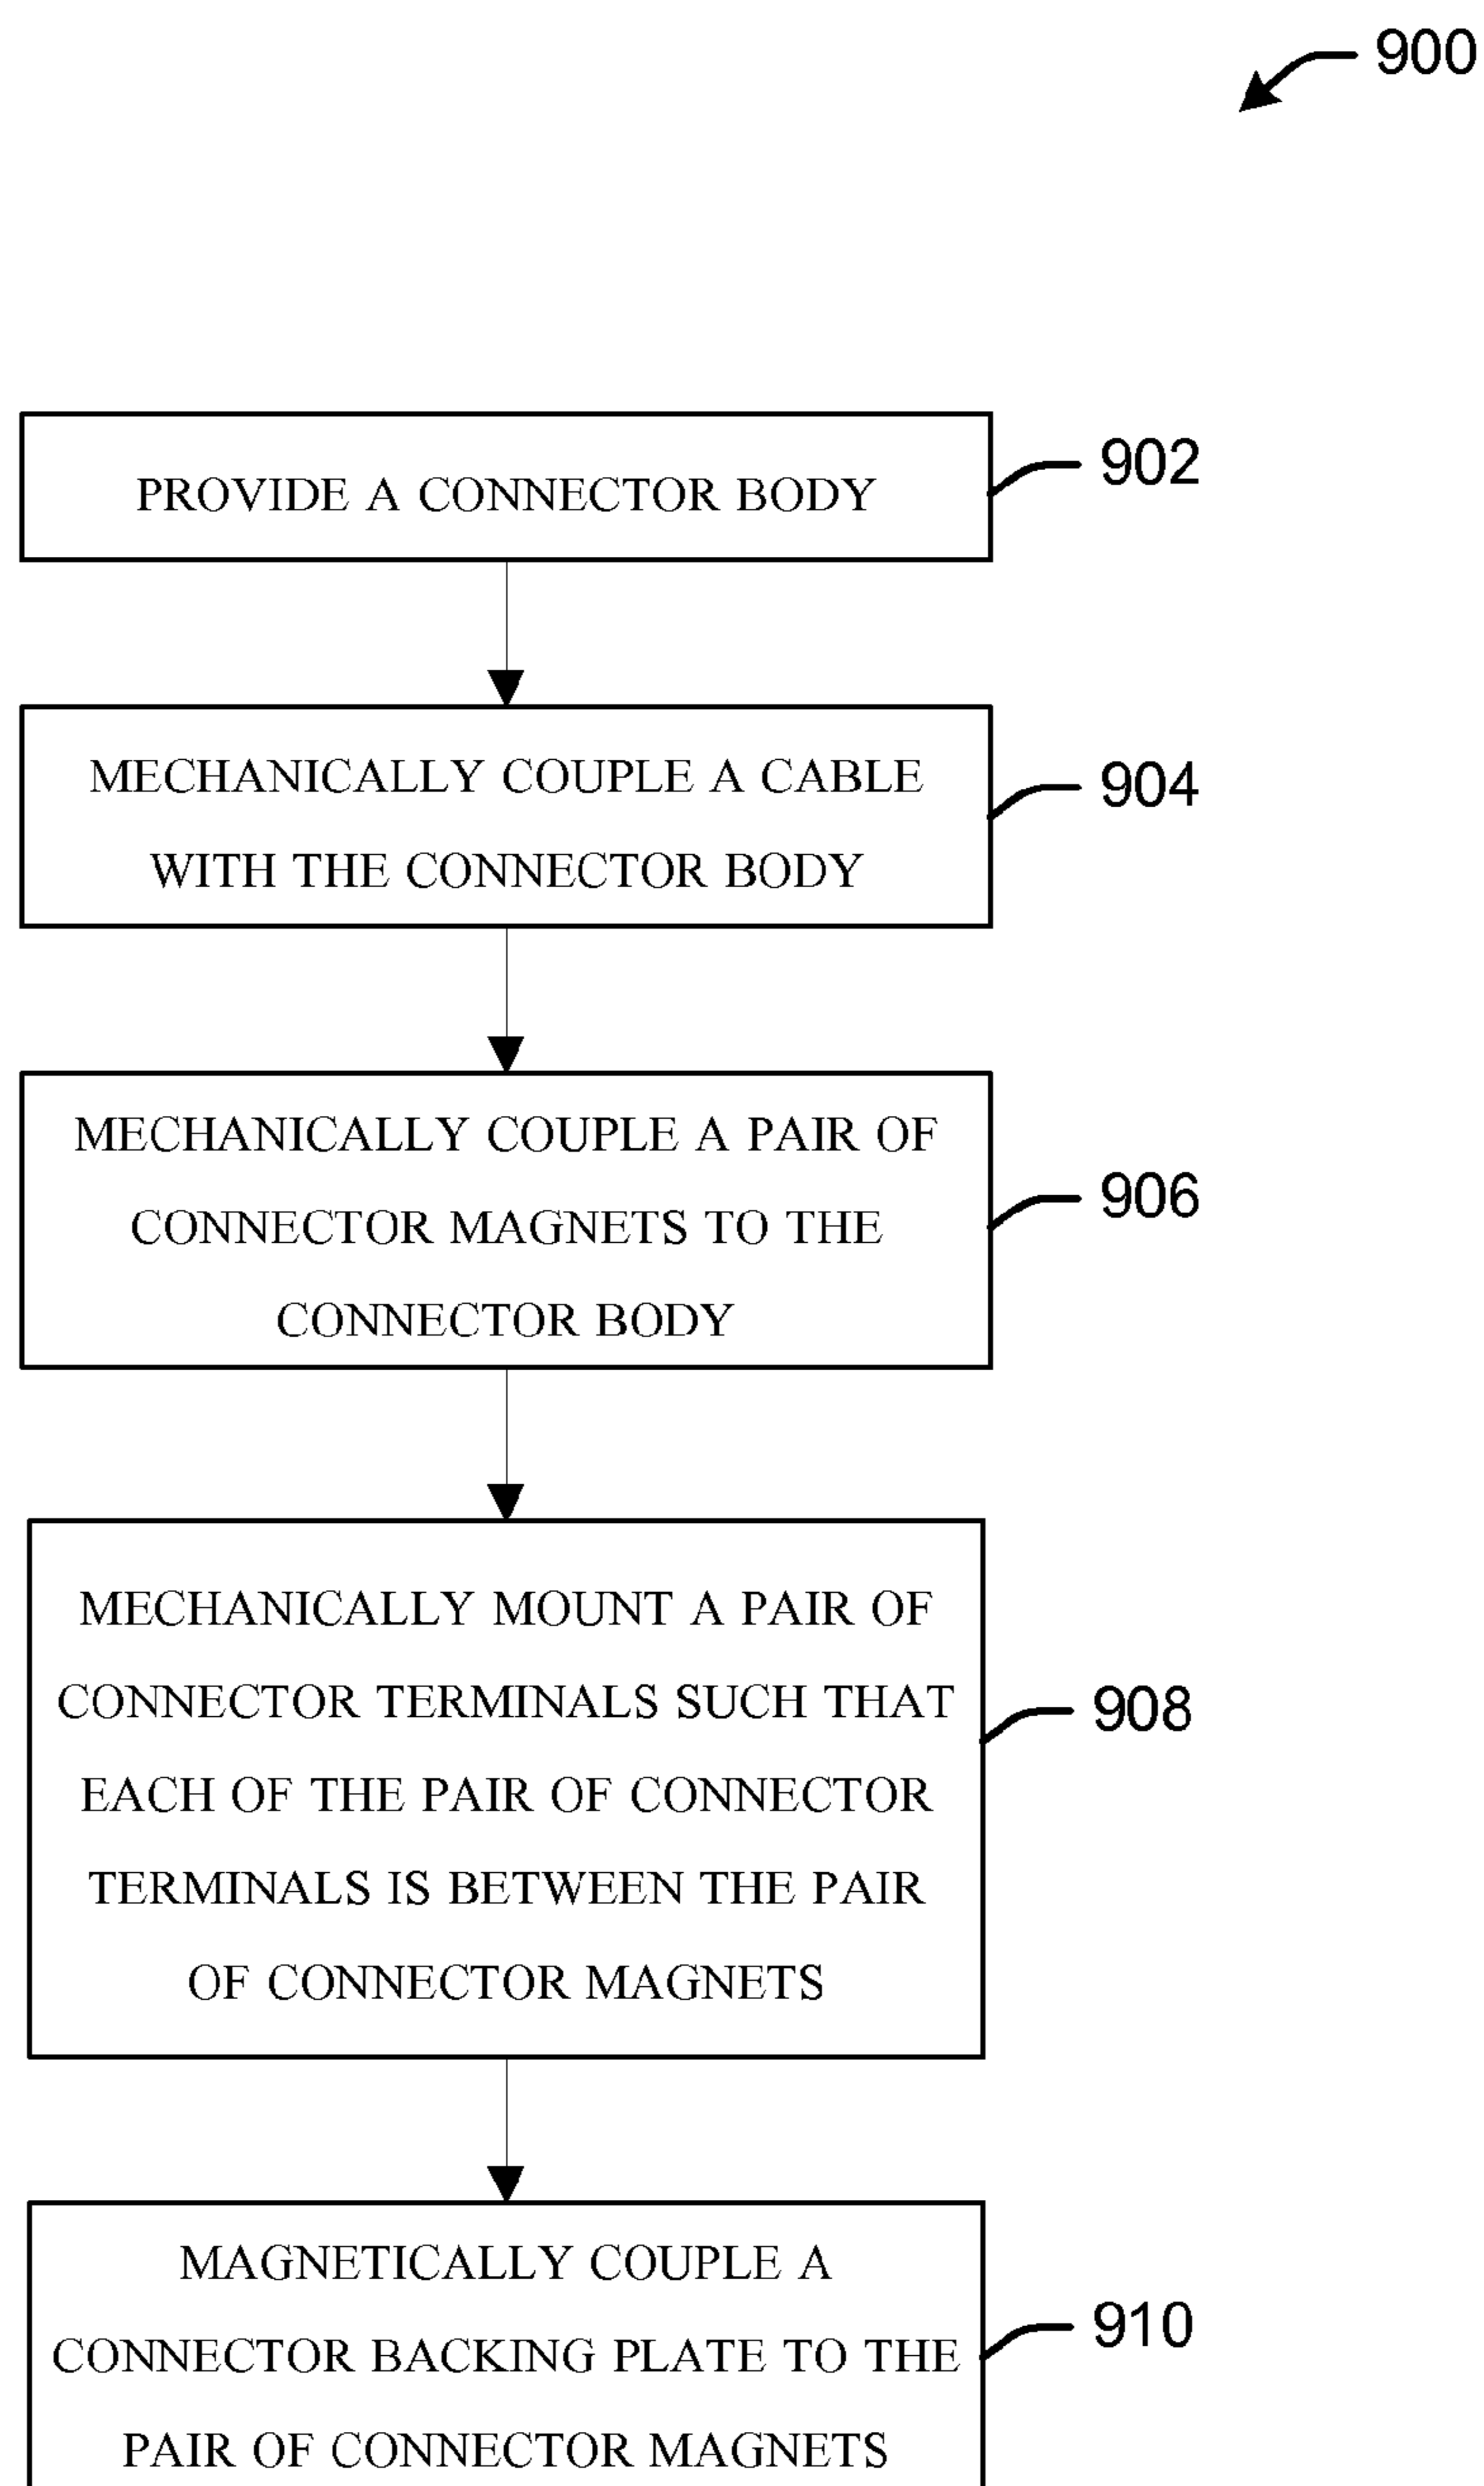 900
PROVIDE A CONNECTOR BODY
902
MECHANICALLY COUPLE A CABLE
WITH THE CONNECTOR BODY
904
MECHANICALLY COUPLE A PAIR OF
CONNECTOR MAGNETS TO THE
CONNECTOR BODY
906
MECHANICALLY MOUNT A PAIR OF
CONNECTOR TERMINALS SUCH THAT
EACH OF THE PAIR OF CONNECTOR
TERMINALS IS BETWEEN THE PAIR
OF CONNECTOR MAGNETS
908
MAGNETICALLY COUPLE A
CONNECTOR BACKING PLATE TO THE
PAIR OF CONNECTOR MAGNETS
910